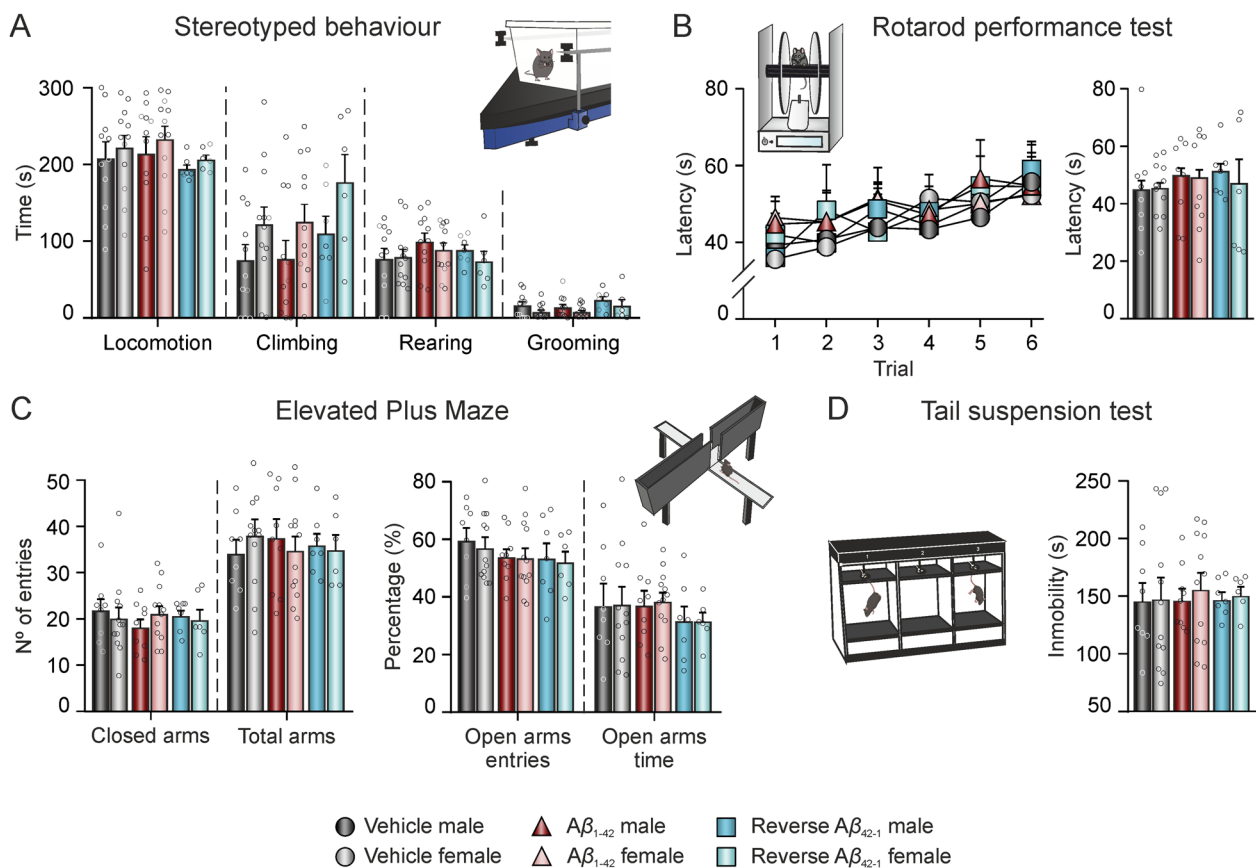 A
Stereotyped behaviour
Time (s)
300
200
100
0
Locomotion
Climbing
Rearing
Grooming
B
Rotarod performance test
Latency (s)
80
60
40
0
1
2
3
4
5
6
Trial
Latency (s)
80
60
40
20
0
C
Elevated Plus Maze
Nº of entries
50
40
30
20
10
0
Closed arms
Total arms
Percentage (%)
80
60
40
20
0
Open arms
entries
Open arms
time
D
Tail suspension test
1
2
3
Inmobility (s)
250
200
150
100
50
Vehicle male
Aβ1-42 male
Reverse Aβ42-1 male
Vehicle female
Aβ1-42 female
Reverse Aβ42-1 female